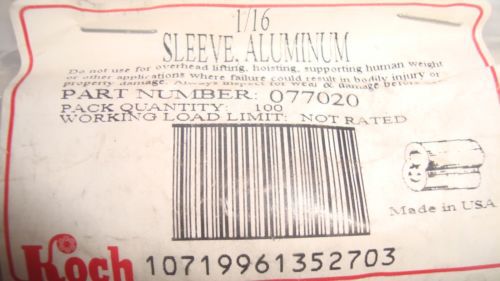 1/16
SLEEVE, ALUMINUM
Do not use for overhead lifting, hoisting, supporting human weight
or other applications where failure could result in bodily injury or
property damage. Always inspect for wear & damage before
PART NUMBER: 077020
PACK QUANTITY: 100
WORKING LOAD LIMIT: NOT RATED
Made in USA
Koch
10719961352703